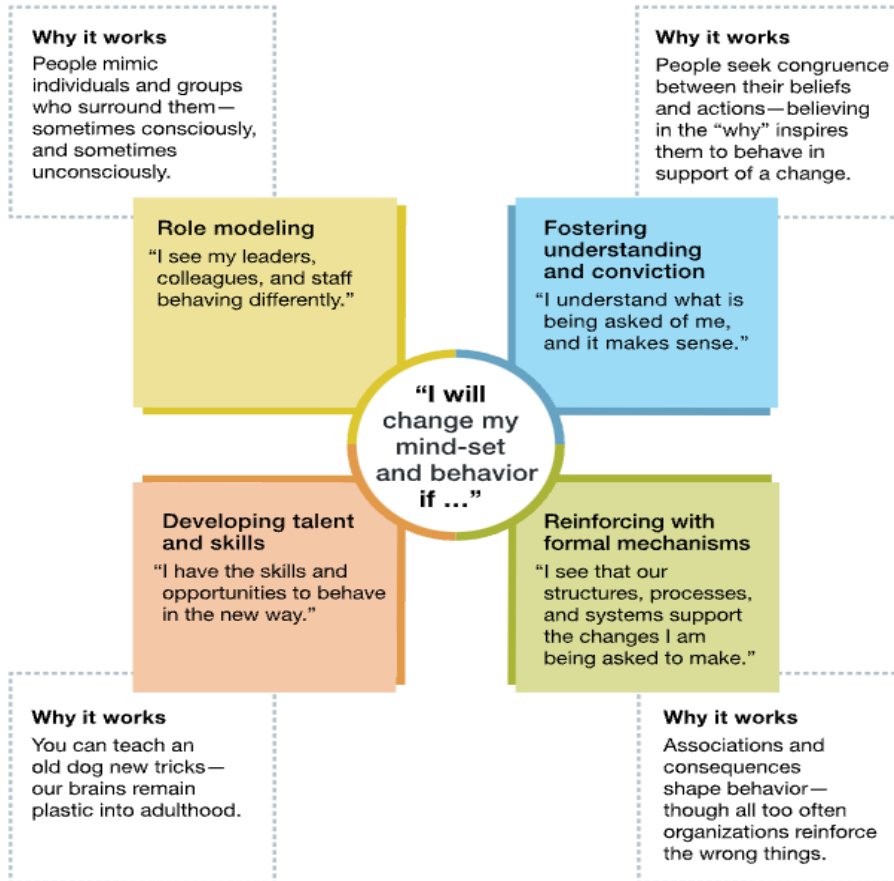 Why it works
People mimic
individuals and groups
who surround them—
sometimes consciously,
and sometimes
unconsciously.
Why it works
People seek congruence
between their beliefs
and actions—believing
in the “why” inspires
them to behave in
support of a change.
Role modeling
“I see my leaders,
colleagues, and staff
behaving differently.”
Fostering
understanding
and conviction
“I understand what is
being asked of me,
and it makes sense.”
“I will
change my
mind-set
and behavior
if ...”
Developing talent
and skills
“I have the skills and
opportunities to behave
in the new way.”
Reinforcing with
formal mechanisms
“I see that our
structures, processes,
and systems support
the changes I am
being asked to make.”
Why it works
You can teach an
old dog new tricks—
our brains remain
plastic into adulthood.
Why it works
Associations and
consequences
shape behavior—
though all too often
organizations reinforce
the wrong things.